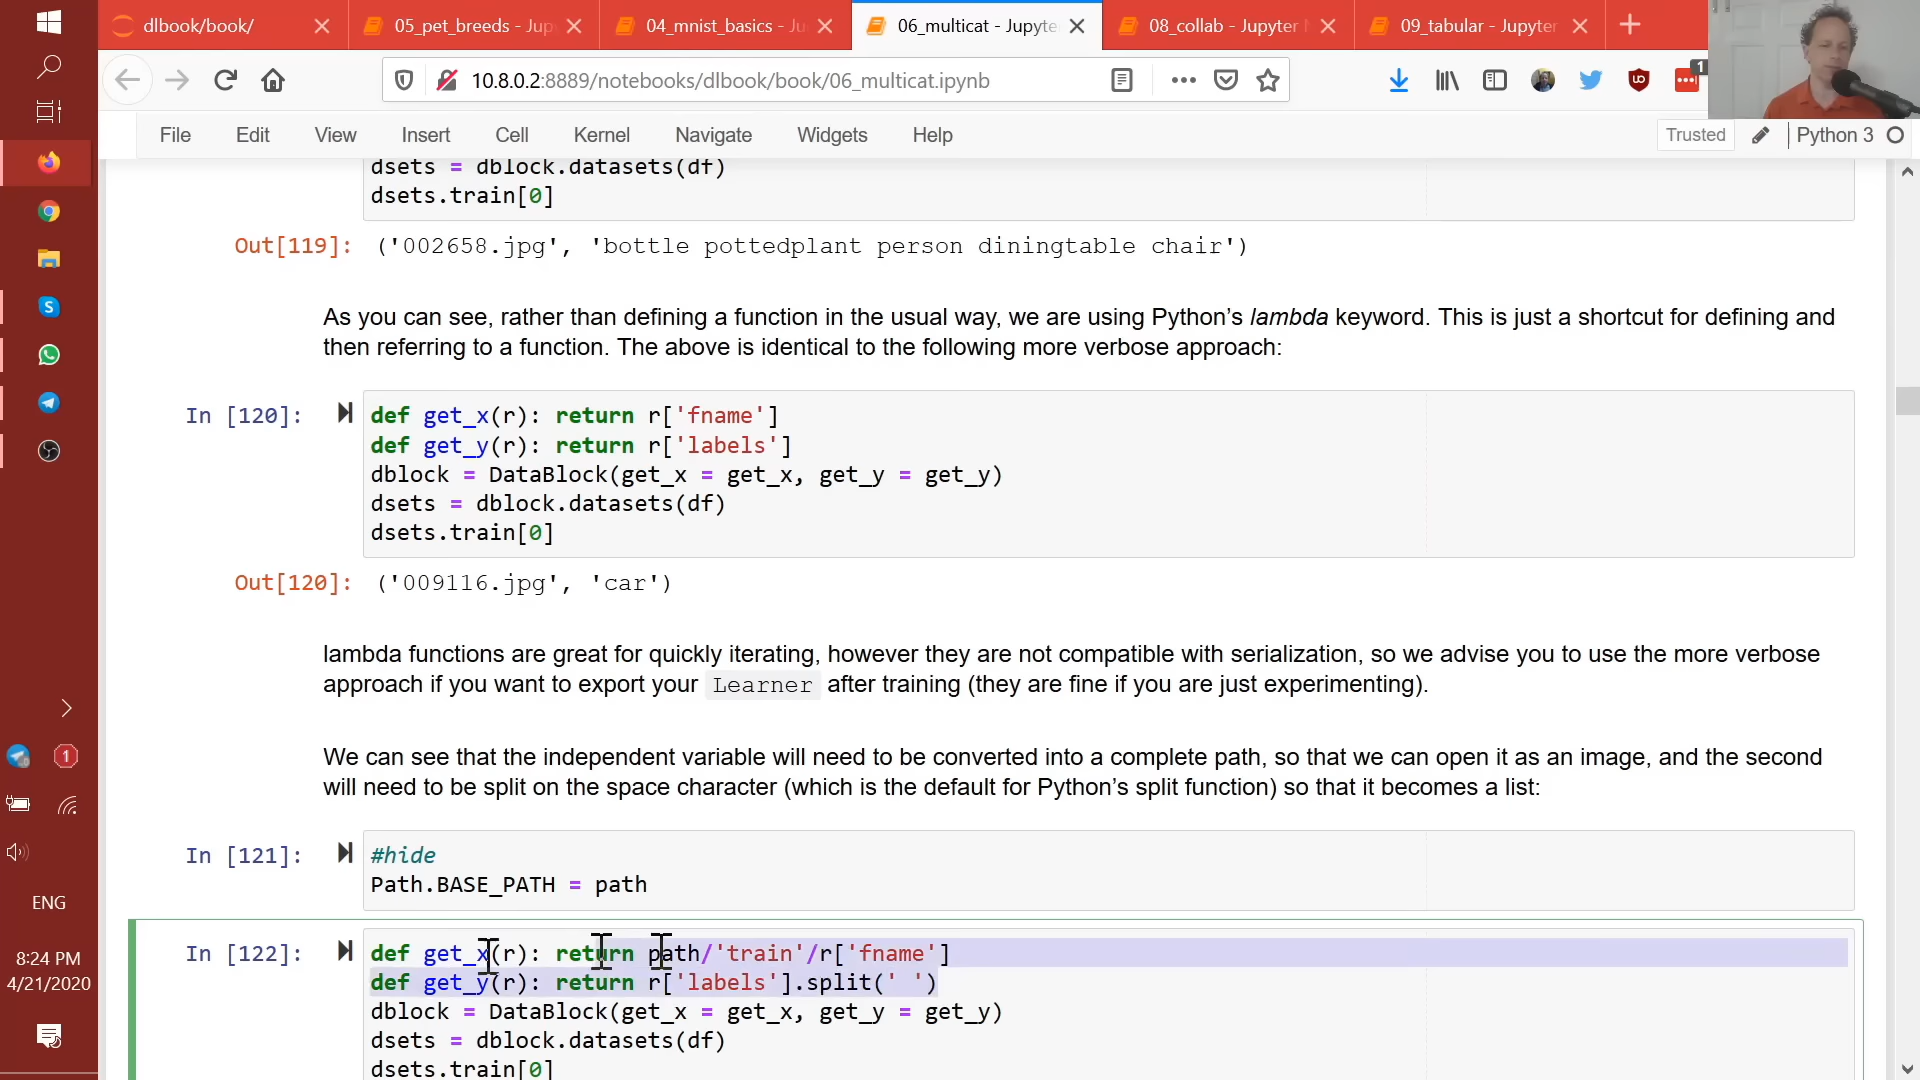 dlbook/book/
05_pet_breeds - Jup
04_mnist_basics - Ju
06_multicat - Jupyte
08_collab - Jupyter
09_tabular - Jupyter
10.8.0.2:8889/notebooks/dlbook/book/06_multicat.ipynb
1
File Edit View Insert Cell Kernel Navigate Widgets Help
Trusted
Python 3
dsets = dblock.datasets(df)
dsets.train[0]
Out[119]: ('002658.jpg', 'bottle pottedplant person diningtable chair')
As you can see, rather than defining a function in the usual way, we are using Python’s lambda keyword. This is just a shortcut for defining and
then referring to a function. The above is identical to the following more verbose approach:
In [120]: def get_x(r): return r['fname']
def get_y(r): return r['labels']
dblock = DataBlock(get_x = get_x, get_y = get_y)
dsets = dblock.datasets(df)
dsets.train[0]
Out[120]: ('009116.jpg', 'car')
lambda functions are great for quickly iterating, however they are not compatible with serialization, so we advise you to use the more verbose
approach if you want to export your Learner after training (they are fine if you are just experimenting).
We can see that the independent variable will need to be converted into a complete path, so that we can open it as an image, and the second
will need to be split on the space character (which is the default for Python’s split function) so that it becomes a list:
In [121]: #hide
Path.BASE_PATH = path
In [122]: def get_x(r): return path/'train'/r['fname']
def get_y(r): return r['labels'].split(' ')
dblock = DataBlock(get_x = get_x, get_y = get_y)
dsets = dblock.datasets(df)
dsets.train[0]
1
ENG
8:24 PM
4/21/2020